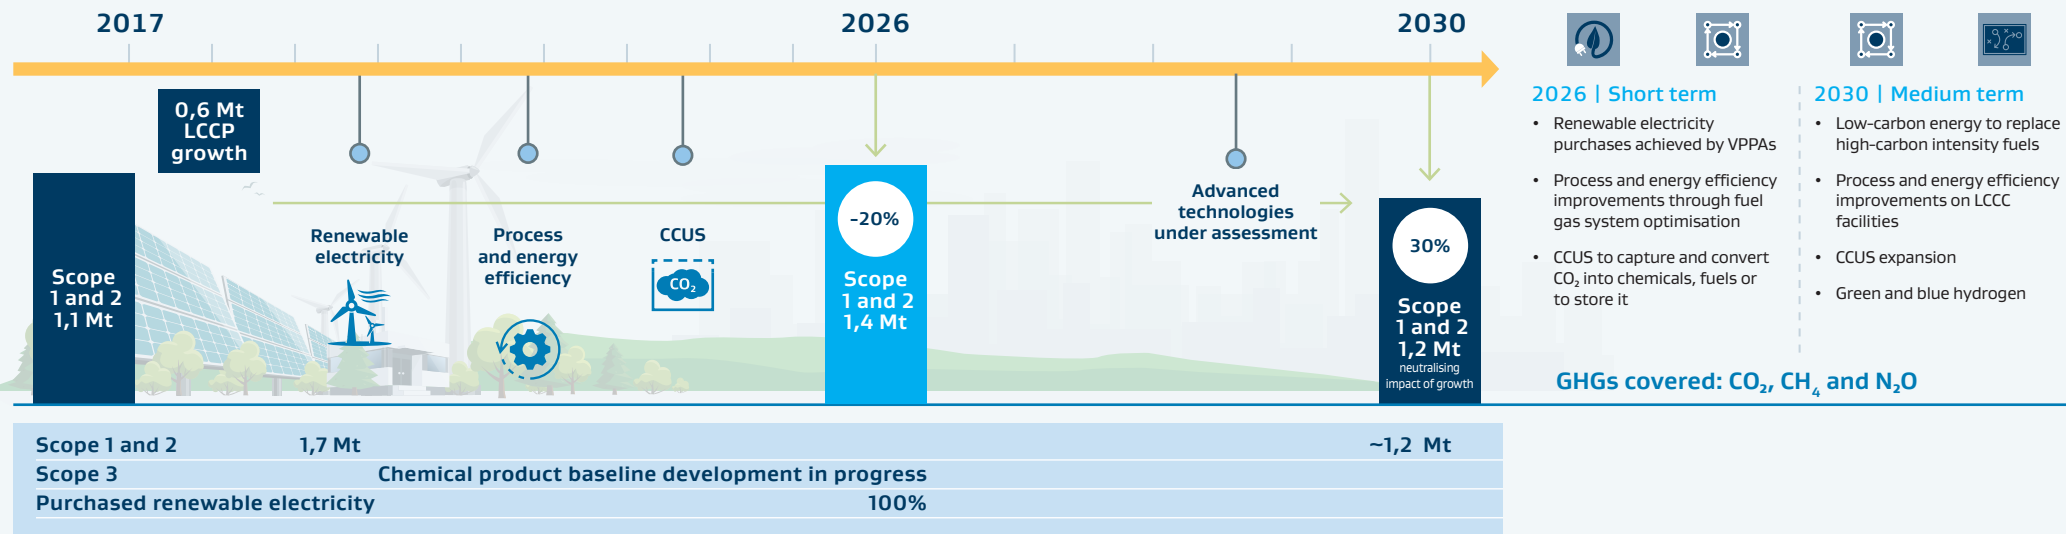 2017
2026
2030
0,6 Mt
LCCP
growth
Scope
1 and 2
1,1 Mt
Renewable
electricity
Process
and energy
efficiency
CCUS
CO₂
-20%
Scope
1 and 2
1,4 Mt
Advanced
technologies
under assessment
30%
Scope
1 and 2
1,2 Mt
neutralising
impact of growth
2026 | Short term
• Renewable electricity
purchases achieved by VPPAs
• Process and energy efficiency
improvements through fuel
gas system optimisation
• CCUS to capture and convert
CO₂ into chemicals, fuels or
to store it
2030 | Medium term
• Low-carbon energy to replace
high-carbon intensity fuels
• Process and energy efficiency
improvements on LCCC
facilities
• CCUS expansion
• Green and blue hydrogen
GHGs covered: CO₂, CH₄ and N₂O
Scope 1 and 2 1,7 Mt ~1,2 Mt
Scope 3 Chemical product baseline development in progress
Purchased renewable electricity 100%